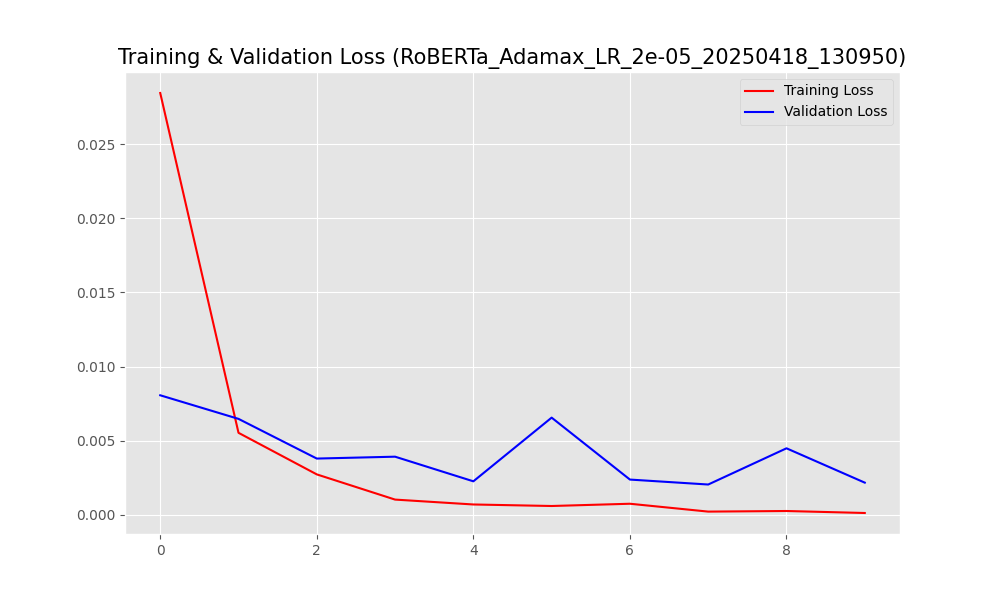 Training & Validation Loss (RoBERTa_Adamax_LR_2e-05_20250418_130950)
Training Loss
Validation Loss
0.025
0.020
0.015
0.010
0.005
0.000
0 2 4 6 8